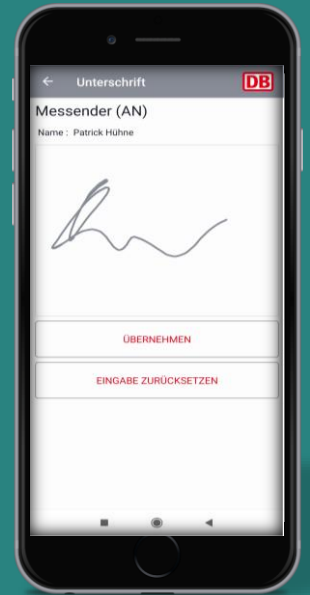 Unterschrift
DB
Messender (AN)
Name : Patrick Hühne
ÜBERNEHMEN
EINGABE ZURÜCKSETZEN